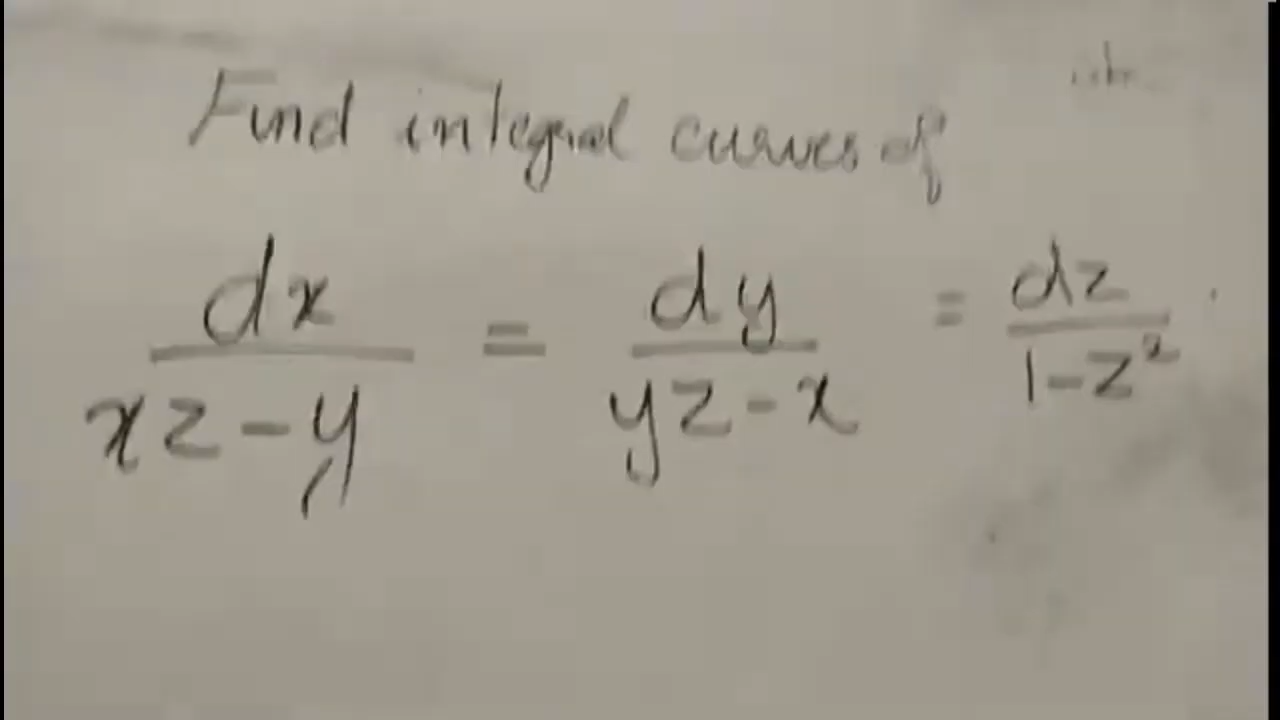 Find integral curves of
dx/(xz-y) = dy/(yz-x) = dz/(1-z²)